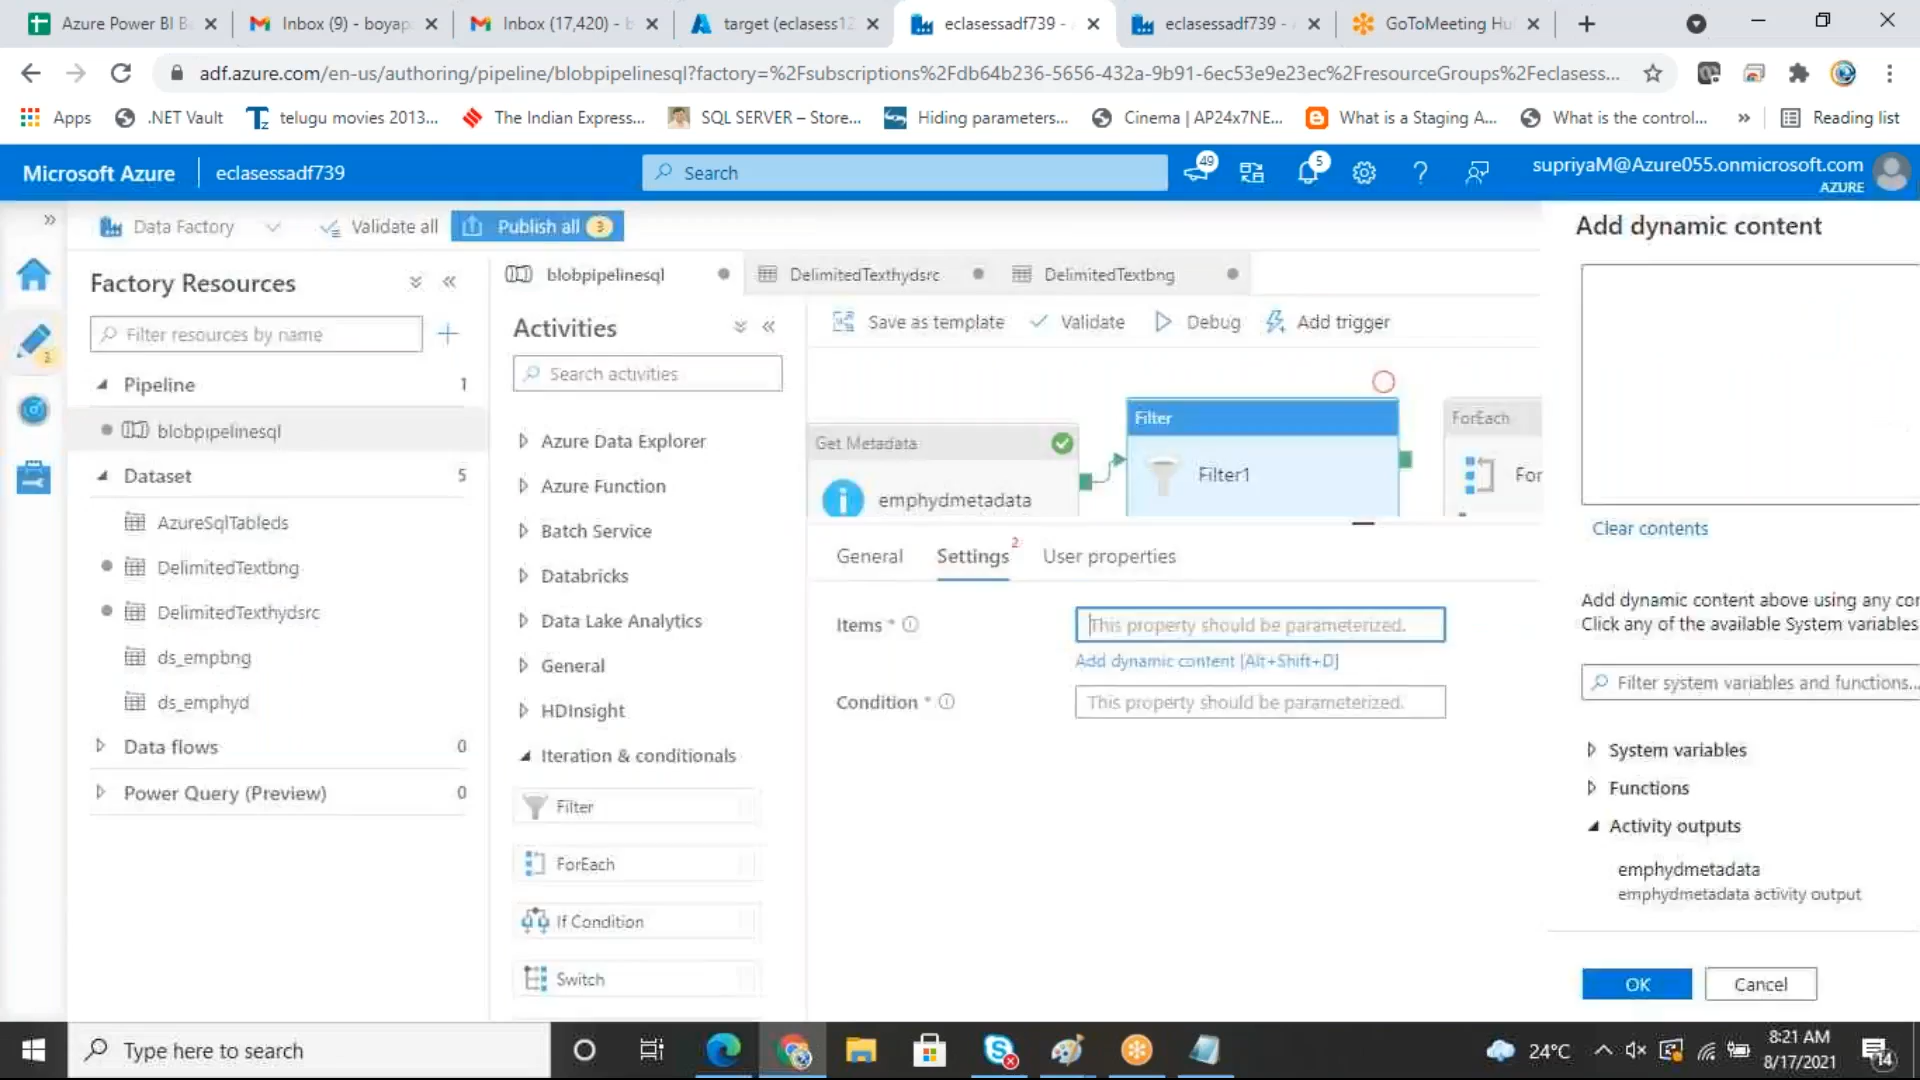 Azure Power BI B
Inbox (9) - boyap
Inbox (17,420) - b
target (eclasess12
eclasessadf739 -
eclasessadf739 -
GoToMeeting Hu
adf.azure.com/en-us/authoring/pipeline/blobpipelinesql?factory=%2Fsubscriptions%2Fdb64b236-5656-432a-9b91-6ec53e9e23ec%2FresourceGroups%2Feclasess...
Apps
.NET Vault
telugu movies 2013...
The Indian Express...
SQL SERVER – Store...
Hiding parameters...
Cinema | AP24x7NE...
What is a Staging A...
What is the control...
Reading list
Microsoft Azure
eclasessadf739
Search
49
5
supriyaM@Azure055.onmicrosoft.com
AZURE
Data Factory
Validate all
Publish all 3
Factory Resources
Filter resources by name
Pipeline 1
blobpipelinesql
Dataset 5
AzureSqlTableds
DelimitedTextbng
DelimitedTexthydsrc
ds_empbng
ds_emphyd
Data flows 0
Power Query (Preview) 0
blobpipelinesql
DelimitedTexthydsrc
DelimitedTextbng
Activities
Search activities
Azure Data Explorer
Azure Function
Batch Service
Databricks
Data Lake Analytics
General
HDInsight
Iteration & conditionals
Filter
ForEach
If Condition
Switch
Save as template
Validate
Debug
Add trigger
Get Metadata
emphydmetadata
Filter
Filter1
ForEach
For
General
Settings 2
User properties
Items *
This property should be parameterized.
Add dynamic content [Alt+Shift+D]
Condition *
This property should be parameterized.
Add dynamic content
Clear contents
Add dynamic content above using any cor
Click any of the available System variables
Filter system variables and functions...
System variables
Functions
Activity outputs
emphydmetadata
emphydmetadata activity output
OK
Cancel
Type here to search
24°C
8:21 AM
8/17/2021
14